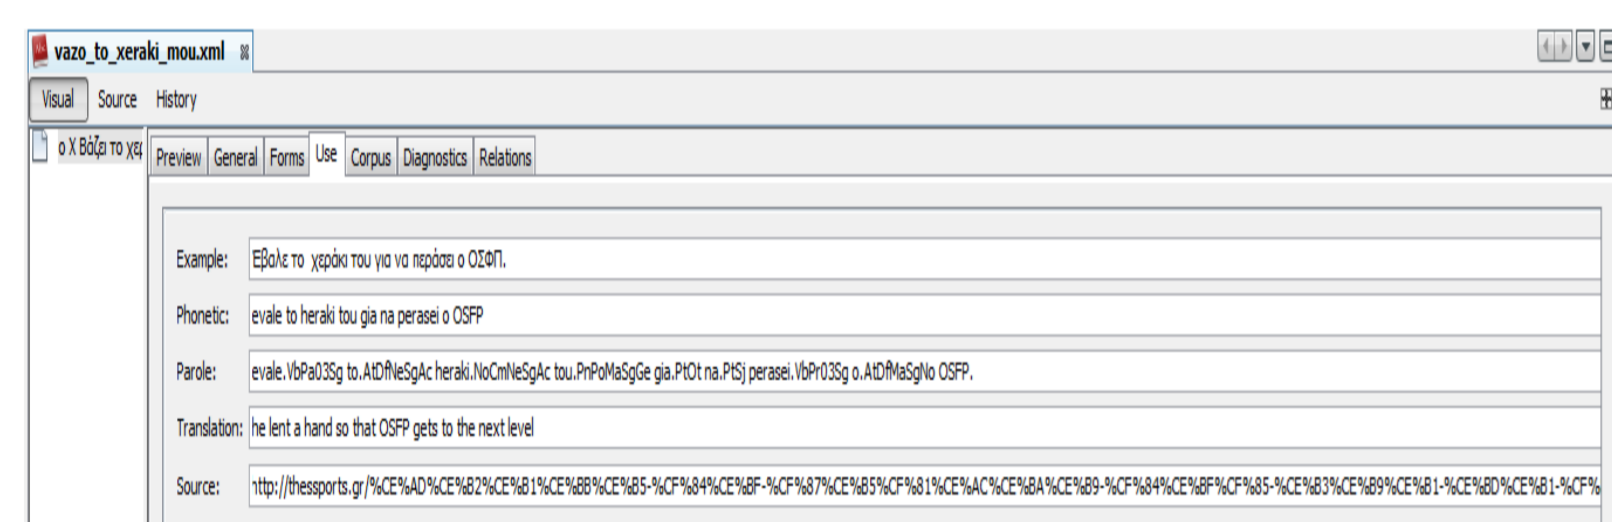 vazo_to_xeraki_mou.xml
Visual Source History
ο Χ Βάζει το χερ
Preview General Forms Use Corpus Diagnostics Relations
Example: Έβαλε το χεράκι του για να περάσει ο ΟΣΦΠ.
Phonetic: evale to heraki tou gia na perasei o OSFP
Parole: evale.VbPa03Sg to.AtDfNeSgAc heraki.NoCmNeSgAc tou.PnPoMaSgGe gia.PtOt na.PtSj perasei.VbPr03Sg o.AtDfMaSgNo OSFP.
Translation: he lent a hand so that OSFP gets to the next level
Source: http://thessports.gr/%CE%AD%CE%B2%CE%B1%CE%BB%CE%B5-%CF%84%CE%BF-%CF%87%CE%B5%CF%81%CE%AC%CE%BA%CE%B9-%CF%84%CE%BF%CF%85-%CE%B3%CE%B9%CE%B1-%CE%BD%CE%B1-%CF%